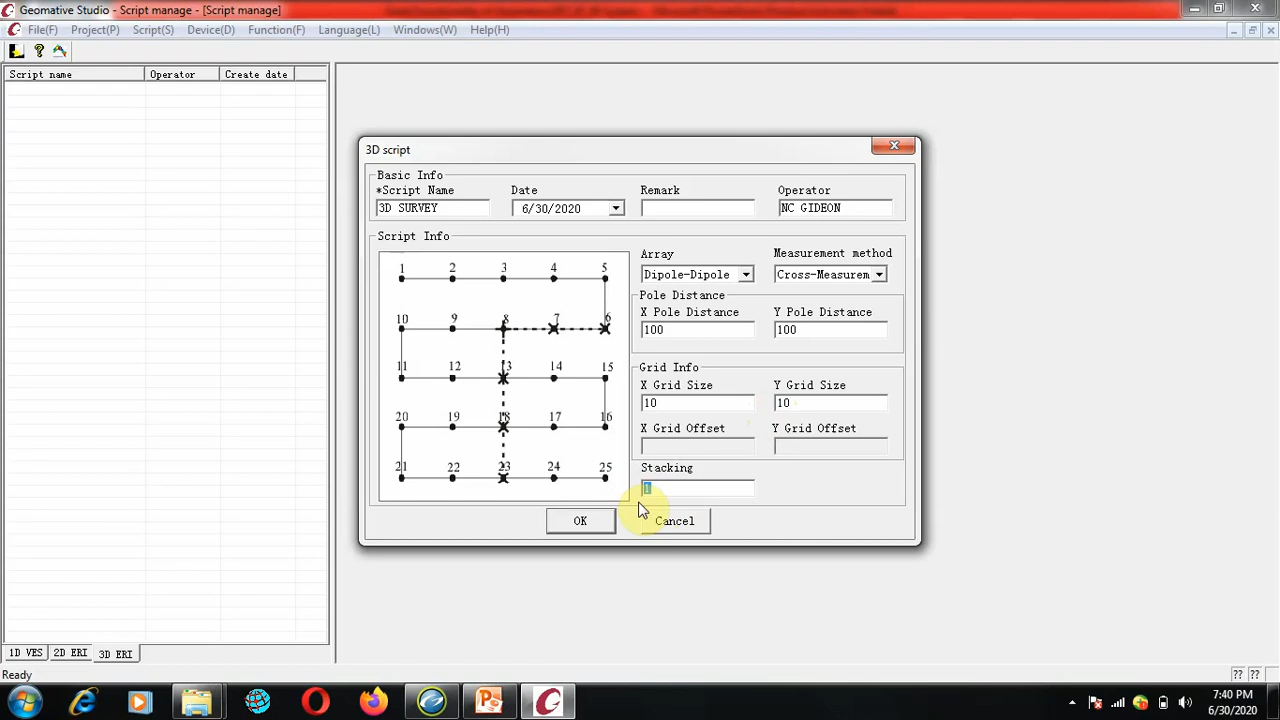 Geomative Studio - Script manage - [Script manage]
File(F) Project(P) Script(S) Device(D) Function(F) Language(L) Windows(W) Help(H)
Script name Operator Create date
3D script
Basic Info
*Script Name Date Remark Operator
3D SURVEY 6/30/2020 NC GIDEON
Script Info
1 2 3 4 5
10 9 8 7 6
11 12 13 14 15
20 19 18 17 16
21 22 23 24 25
Array Measurement method
Dipole-Dipole Cross-Measurem
Pole Distance
X Pole Distance Y Pole Distance
100 100
Grid Info
X Grid Size Y Grid Size
10 10
X Grid Offset Y Grid Offset
Stacking
1
OK Cancel
1D VES 2D ERI 3D ERI
Ready ?? ??
7:40 PM
6/30/2020